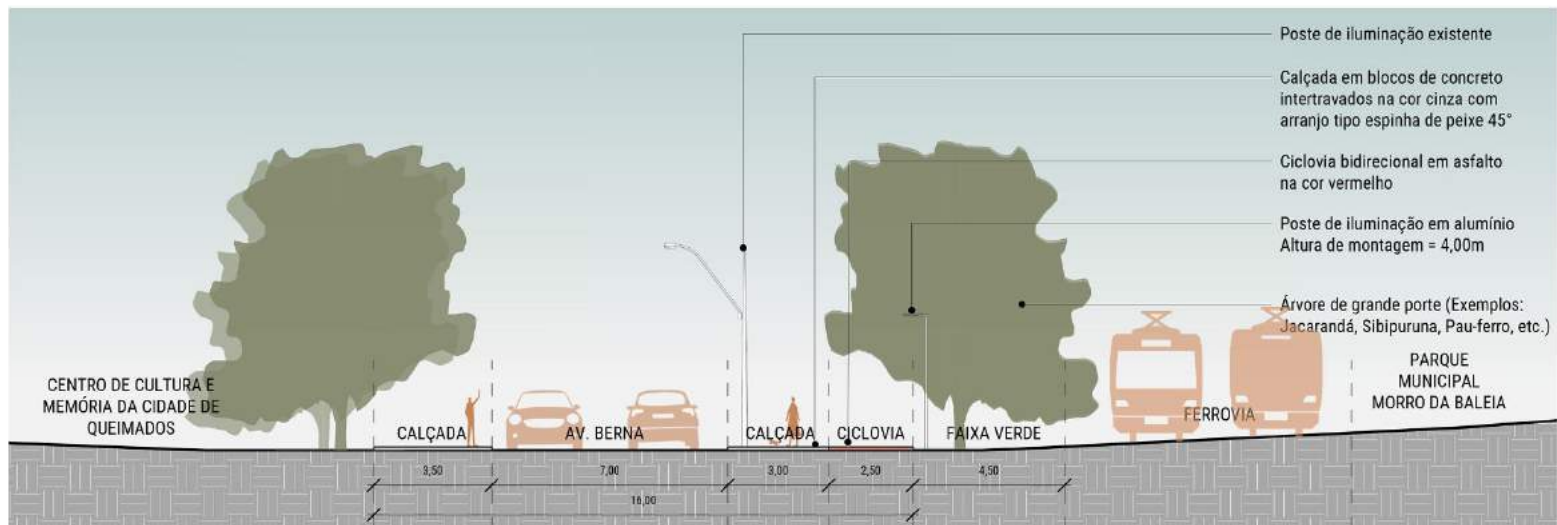 Poste de iluminação existente
Calçada em blocos de concreto
intertravados na cor cinza com
arranjo tipo espinha de peixe 45°
Ciclovia bidirecional em asfalto
na cor vermelho
Poste de iluminação em alumínio
Altura de montagem = 4,00m
Árvore de grande porte (Exemplos:
Jacarandá, Sibipuruna, Pau-ferro, etc.)
CENTRO DE CULTURA E
MEMÓRIA DA CIDADE DE
QUEIMADOS
CALÇADA
AV. BERNA
CALÇADA
CICLOVIA
FAIXA VERDE
FERROVIA
PARQUE
MUNICIPAL
MORRO DA BALEIA
3,50
7,00
3,00
2,50
4,50
16,00